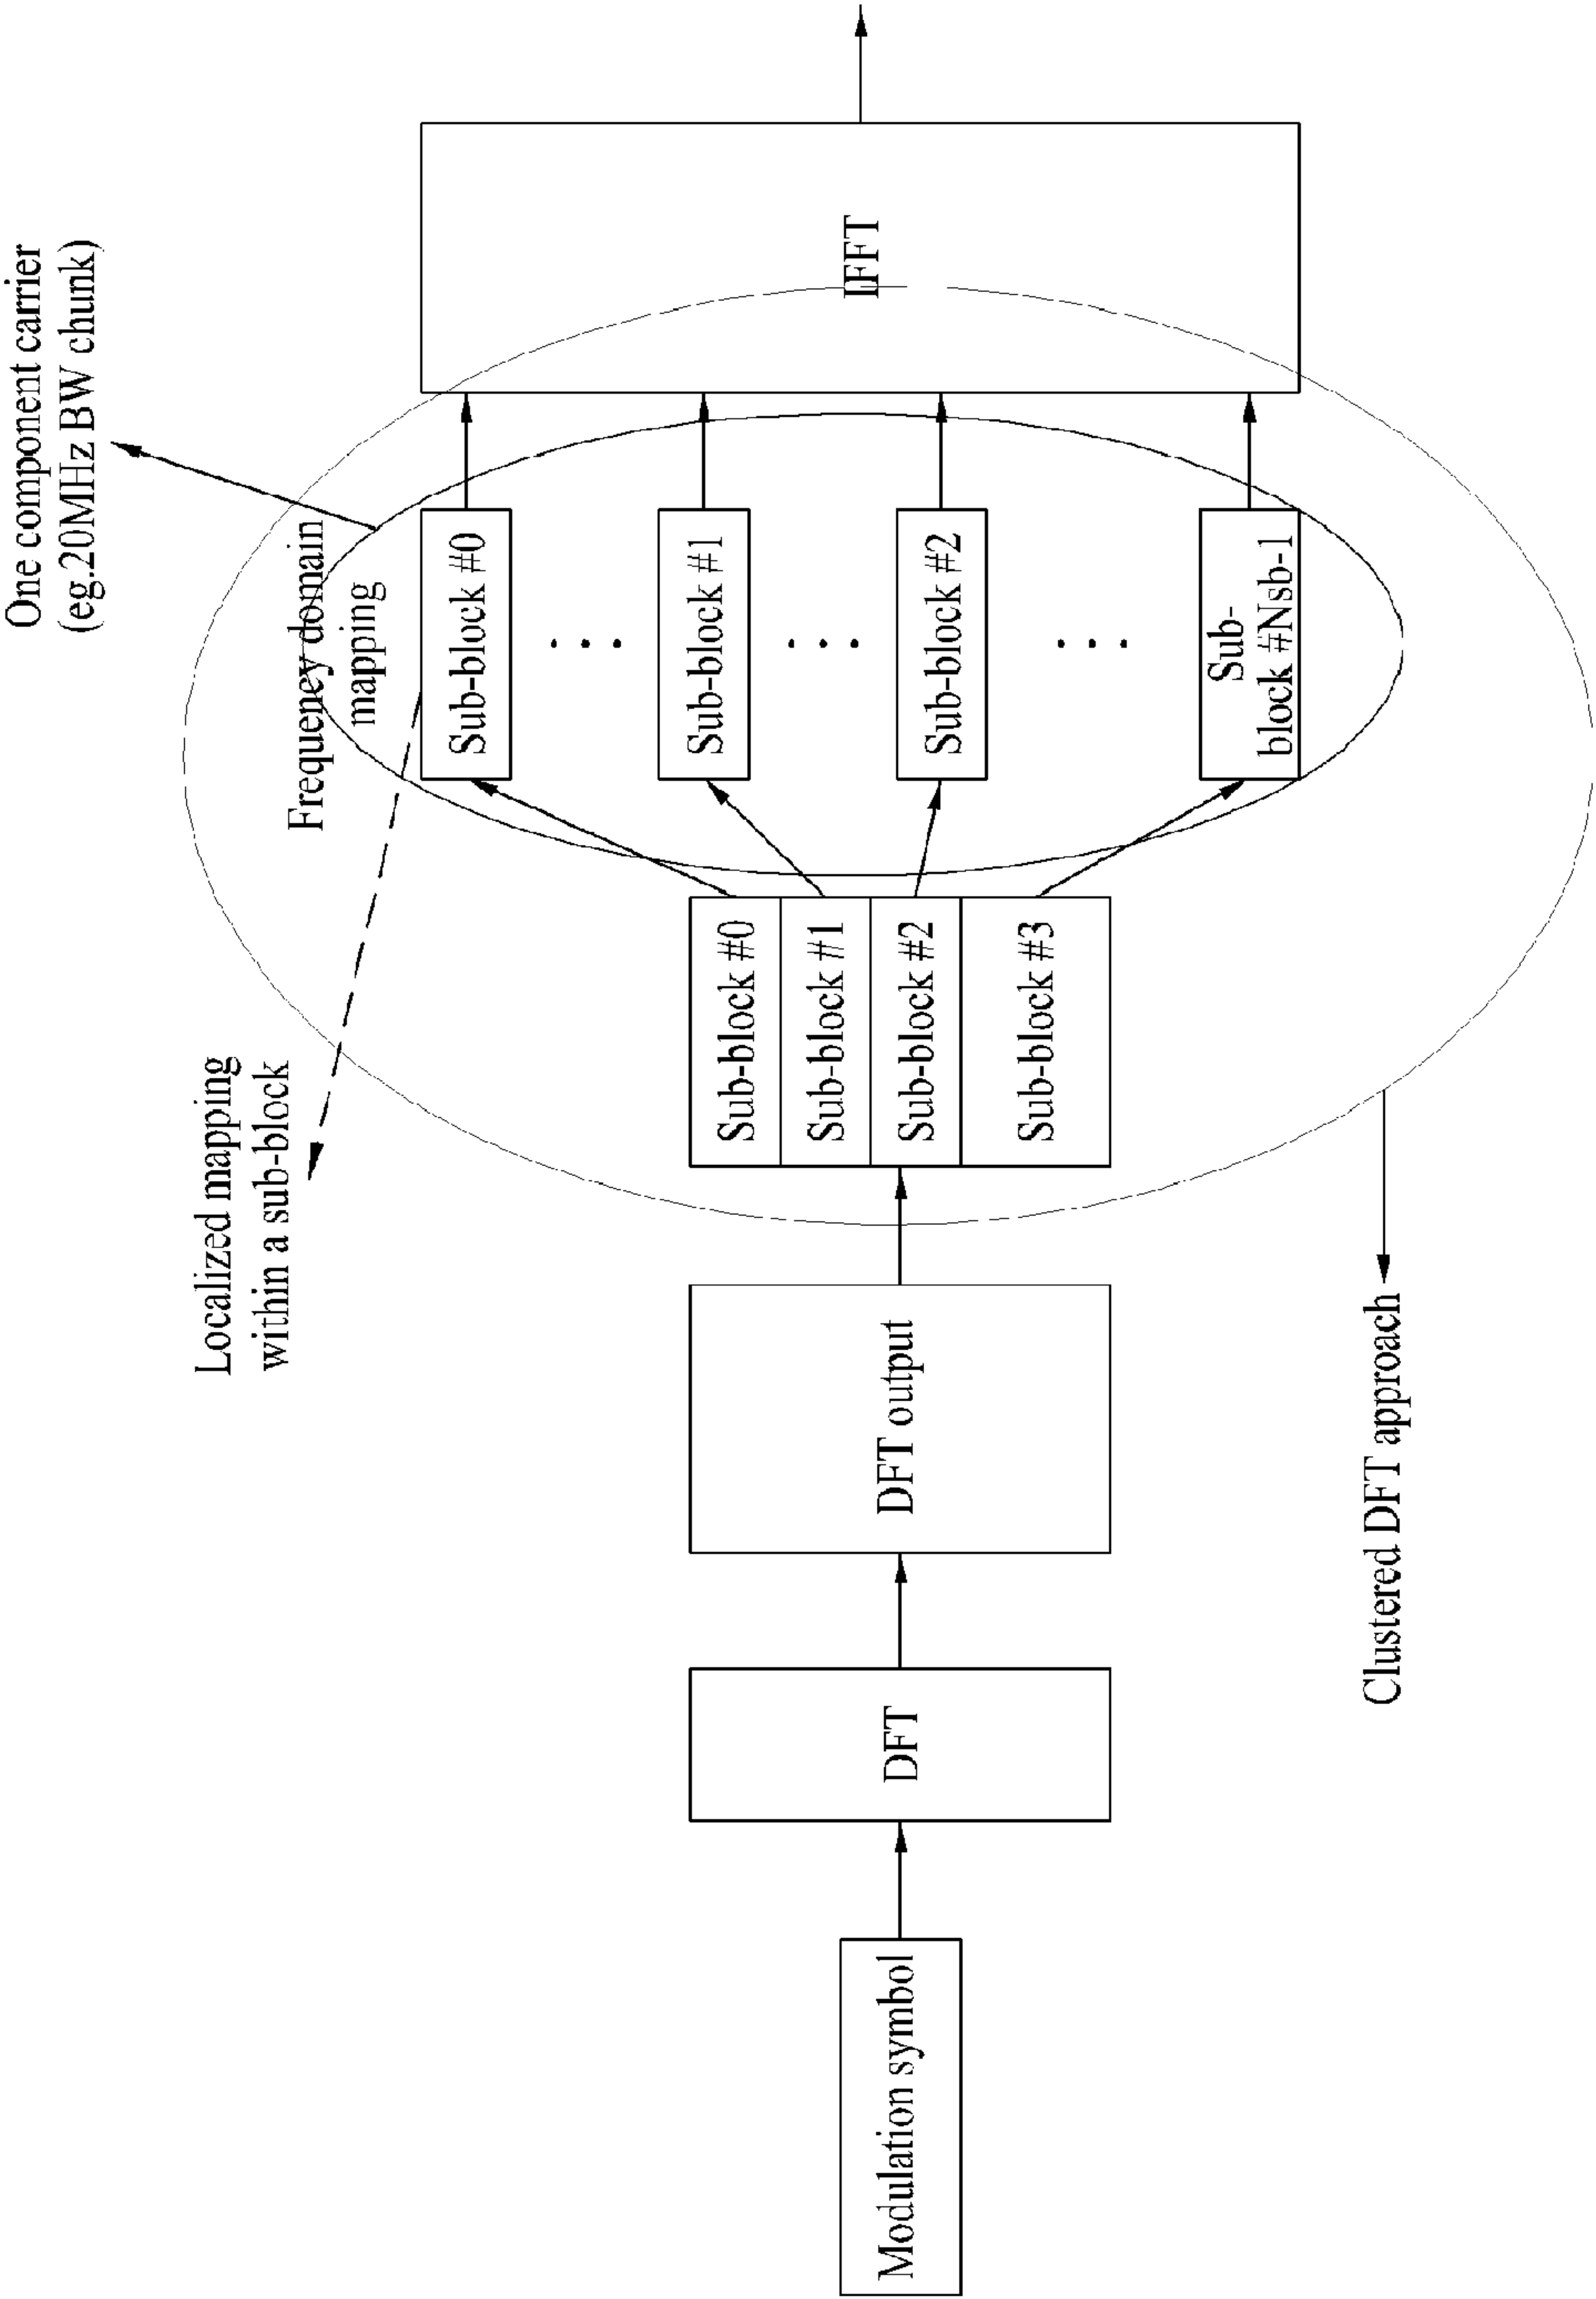 One component carrier
(eg.20MHz BW chunk)
Frequency domain
mapping
Localized mapping
within a sub-block
Modulation symbol
DFT
DFT output
Sub-block #0
Sub-block #1
Sub-block #2
Sub-block #3
Sub-block #0
Sub-block #1
Sub-block #2
Sub-
block #Nsb-1
IFFT
Clustered DFT approach